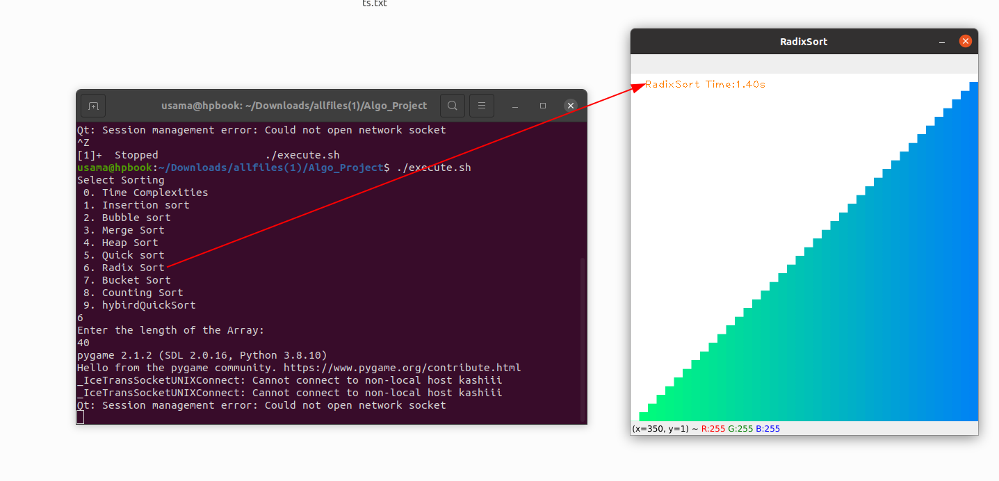 ts.txt
usama@hpbook: ~/Downloads/allfiles(1)/Algo_Project
Qt: Session management error: Could not open network socket
^Z
[1]+  Stopped                 ./execute.sh
usama@hpbook:~/Downloads/allfiles(1)/Algo_Project$ ./execute.sh
Select Sorting
 0. Time Complexities
 1. Insertion sort
 2. Bubble sort
 3. Merge Sort
 4. Heap Sort
 5. Quick sort
 6. Radix Sort
 7. Bucket Sort
 8. Counting Sort
 9. hybirdQuickSort
6
Enter the length of the Array:
40
pygame 2.1.2 (SDL 2.0.16, Python 3.8.10)
Hello from the pygame community. https://www.pygame.org/contribute.html
_IceTransSocketUNIXConnect: Cannot connect to non-local host kashiii
_IceTransSocketUNIXConnect: Cannot connect to non-local host kashiii
Qt: Session management error: Could not open network socket
RadixSort
RadixSort Time:1.40s
(x=350, y=1) ~ R:255 G:255 B:255